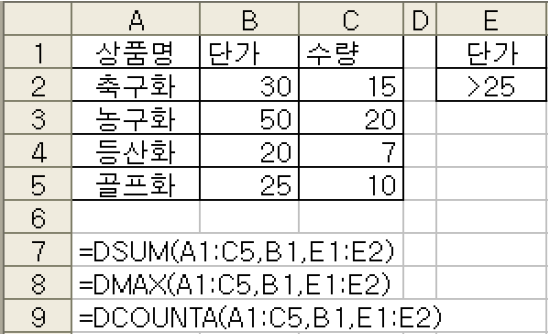 A B C D E
1 상품명 단가 수량 단가
2 축구화 30 15 >25
3 농구화 50 20
4 등산화 20 7
5 골프화 25 10
6
7 =DSUM(A1:C5,B1,E1:E2)
8 =DMAX(A1:C5,B1,E1:E2)
9 =DCOUNTA(A1:C5,B1,E1:E2)